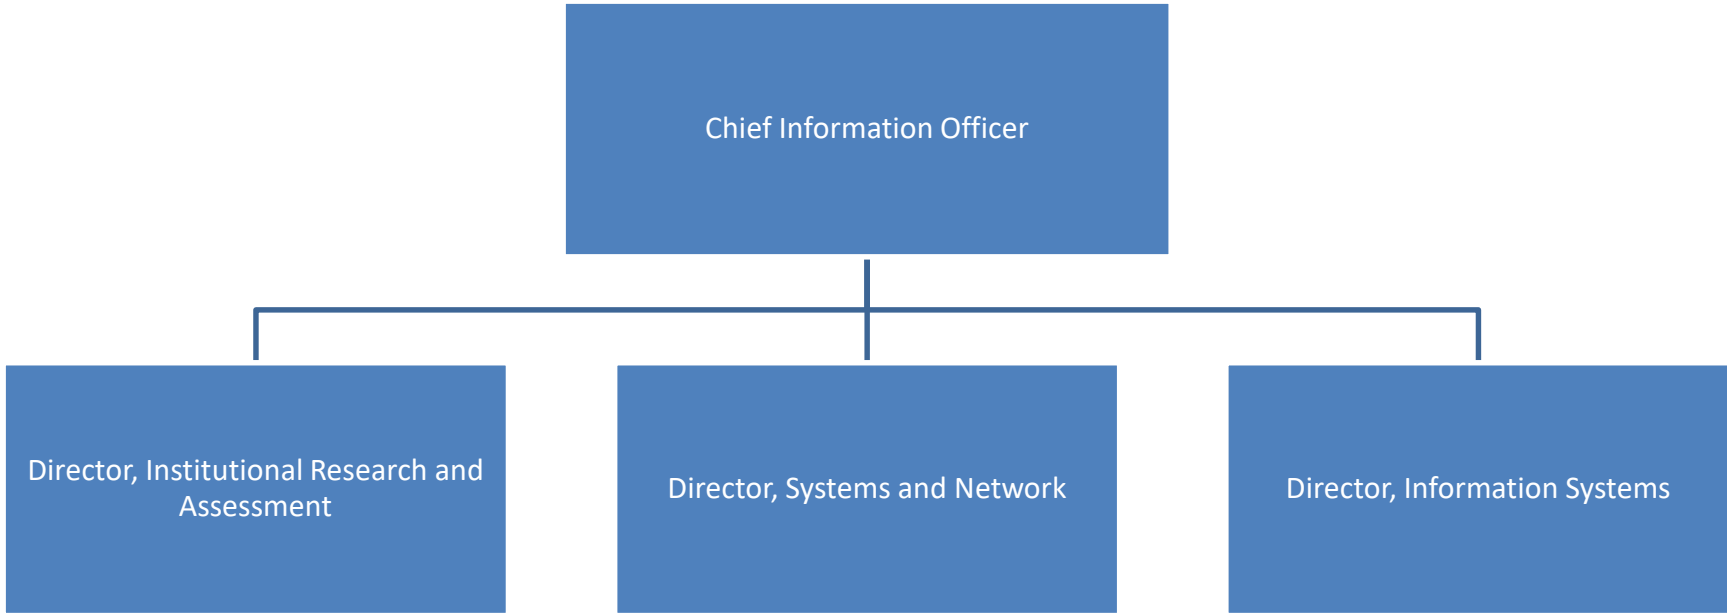 Chief Information Officer
Director, Institutional Research and
Assessment
Director, Systems and Network
Director, Information Systems